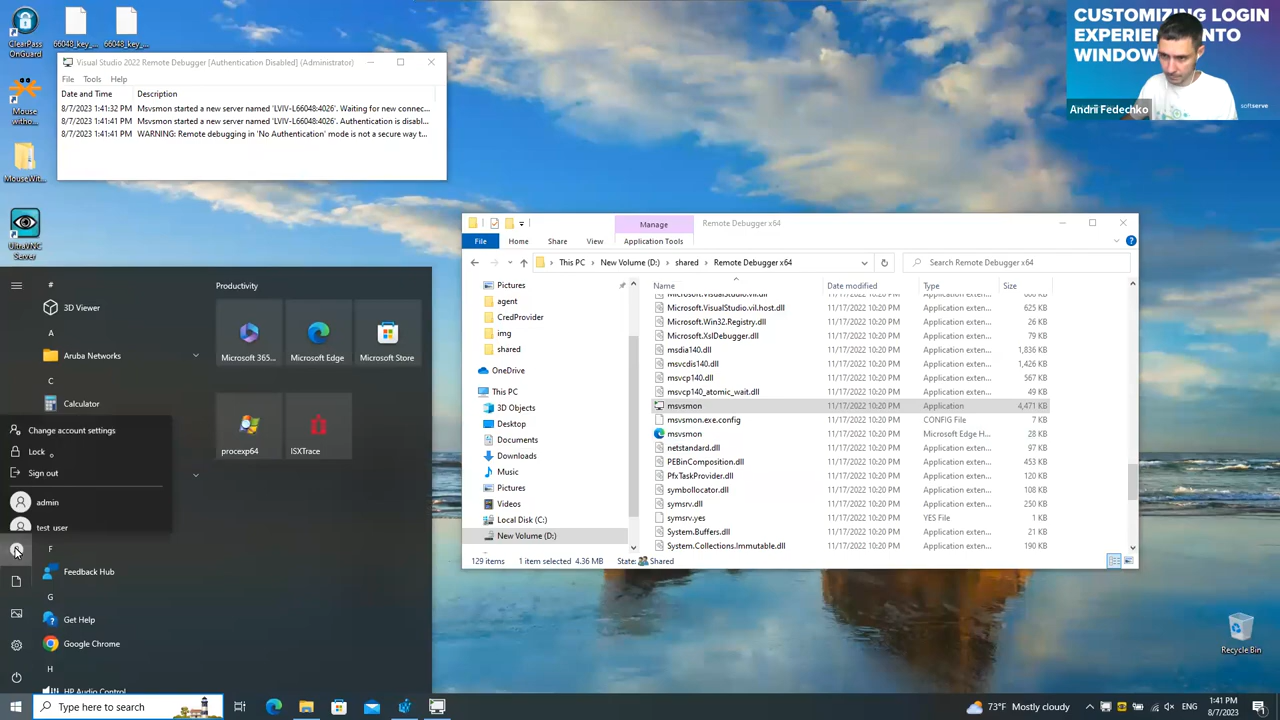 ClearPass
OnGuard
66048_key_...
66048_key_...
Mouse
witho...
MouseWit...
UltraVNC
Server
Visual Studio 2022 Remote Debugger [Authentication Disabled] (Administrator)
File Tools Help
Date and Time Description
8/7/2023 1:41:32 PM Msvsmon started a new server named 'LVIV-L66048:4026'. Waiting for new connec...
8/7/2023 1:41:41 PM Msvsmon started a new server named 'LVIV-L66048:4026'. Authentication is disabl...
8/7/2023 1:41:41 PM WARNING: Remote debugging in 'No Authentication' mode is not a secure way t...
CUSTOMIZING LOGIN
WINDOW
Andrii Fedechko
softserve
Manage Remote Debugger x64
File Home Share View Application Tools
This PC New Volume (D:) shared Remote Debugger x64
Search Remote Debugger x64
Name Date modified Type Size
Pictures
agent
CredProvider
img
shared
OneDrive
This PC
3D Objects
Desktop
Documents
Downloads
Music
Pictures
Videos
Local Disk (C:)
New Volume (D:)
Microsoft.VisualStudio.vil.host.dll 11/17/2022 10:20 PM Application exten... 625 KB
Microsoft.Win32.Registry.dll 11/17/2022 10:20 PM Application exten... 26 KB
Microsoft.XslDebugger.dll 11/17/2022 10:20 PM Application exten... 79 KB
msdia140.dll 11/17/2022 10:20 PM Application exten... 1,836 KB
msvcdis140.dll 11/17/2022 10:20 PM Application exten... 1,426 KB
msvcp140.dll 11/17/2022 10:20 PM Application exten... 567 KB
msvcp140_atomic_wait.dll 11/17/2022 10:20 PM Application exten... 49 KB
msvsmon 11/17/2022 10:20 PM Application 4,471 KB
msvsmon.exe.config 11/17/2022 10:20 PM CONFIG File 7 KB
msvsmon 11/17/2022 10:20 PM Microsoft Edge H... 28 KB
netstandard.dll 11/17/2022 10:20 PM Application exten... 97 KB
PEBinComposition.dll 11/17/2022 10:20 PM Application exten... 453 KB
PfxTaskProvider.dll 11/17/2022 10:20 PM Application exten... 120 KB
symbollocator.dll 11/17/2022 10:20 PM Application exten... 108 KB
symsrv.dll 11/17/2022 10:20 PM Application exten... 250 KB
symsrv.yes 11/17/2022 10:20 PM YES File 1 KB
System.Buffers.dll 11/17/2022 10:20 PM Application exten... 22 KB
System.Collections.Immutable.dll 11/17/2022 10:20 PM Application exten... 190 KB
129 items 1 item selected 4.36 MB State: Shared
#
3D Viewer
A
Aruba Networks
C
Calculator
Change account settings
Lock
Sign out
admin
test user
F
Feedback Hub
G
Get Help
Google Chrome
H
HP Audio Control
Productivity
Microsoft 365...
Microsoft Edge
Microsoft Store
procexp64
ISXTrace
Recycle Bin
Type here to search
73°F Mostly cloudy
1:41 PM
8/7/2023
1